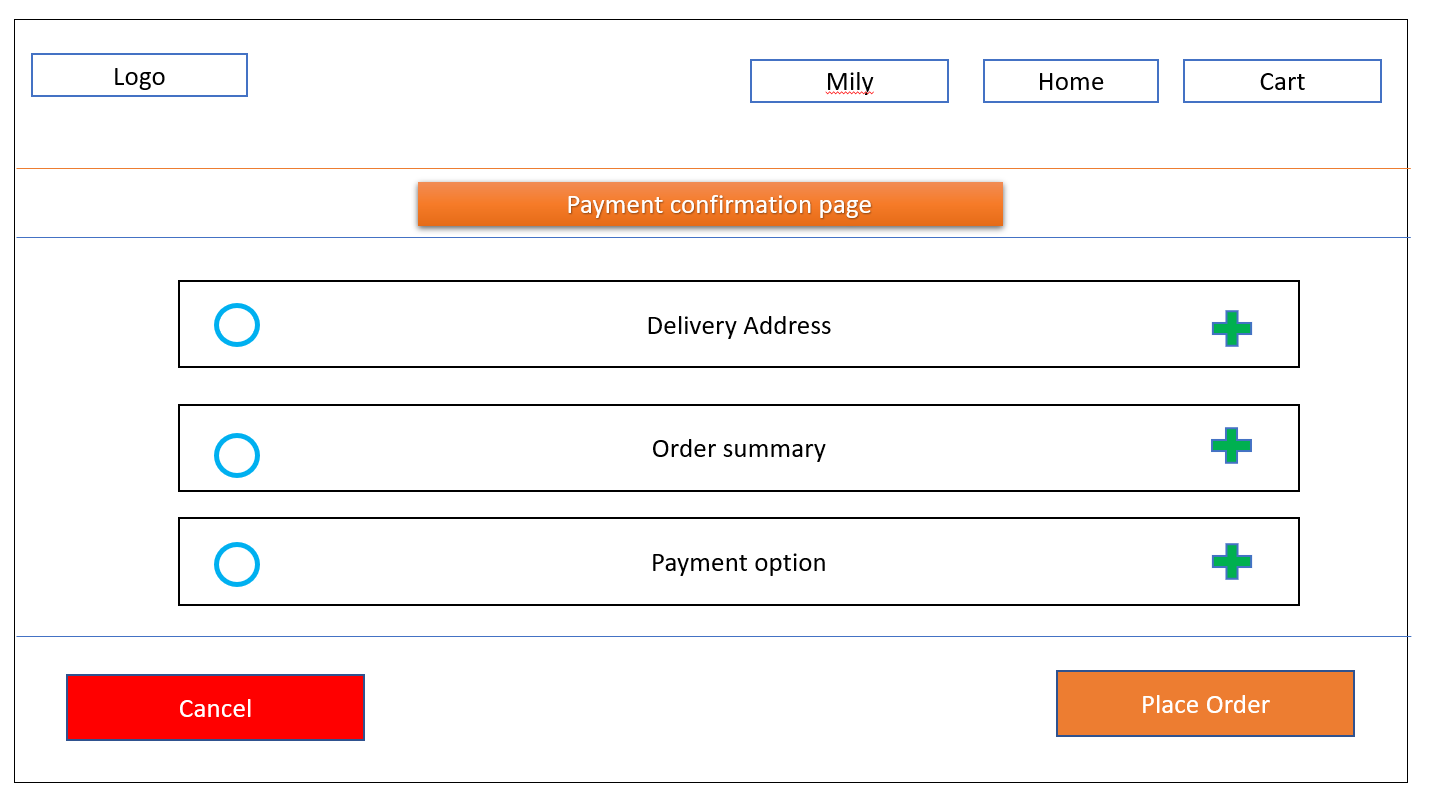 Logo
Mily
Home
Cart
Payment confirmation page
Delivery Address
Order summary
Payment option
Cancel
Place Order